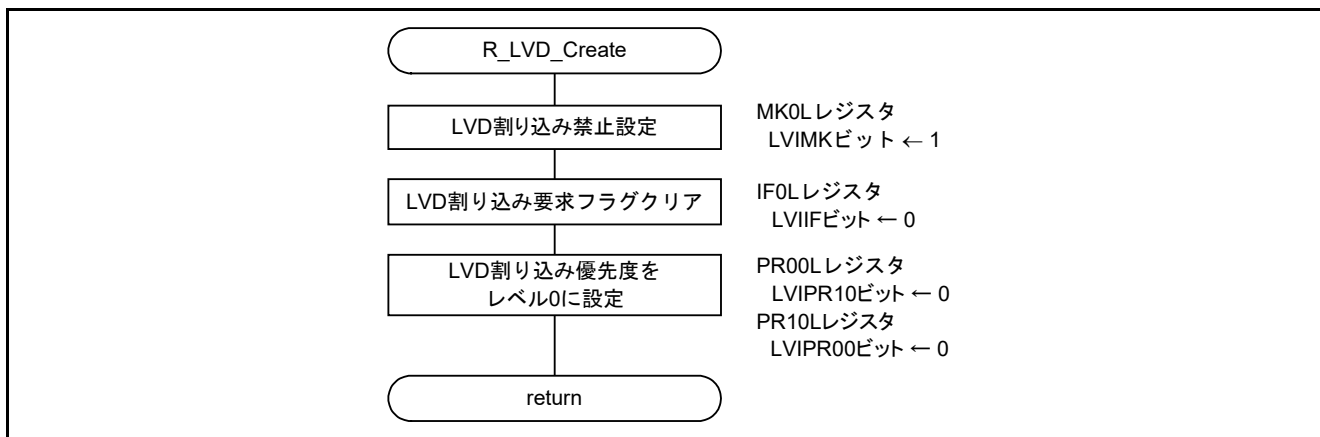 R_LVD_Create
LVD割り込み禁止設定
MK0Lレジスタ
LVIMKビット ← 1
LVD割り込み要求フラグクリア
IF0Lレジスタ
LVIIFビット ← 0
LVD割り込み優先度を
レベル0に設定
PR00Lレジスタ
LVIPR10ビット ← 0
PR10Lレジスタ
LVIPR00ビット ← 0
return